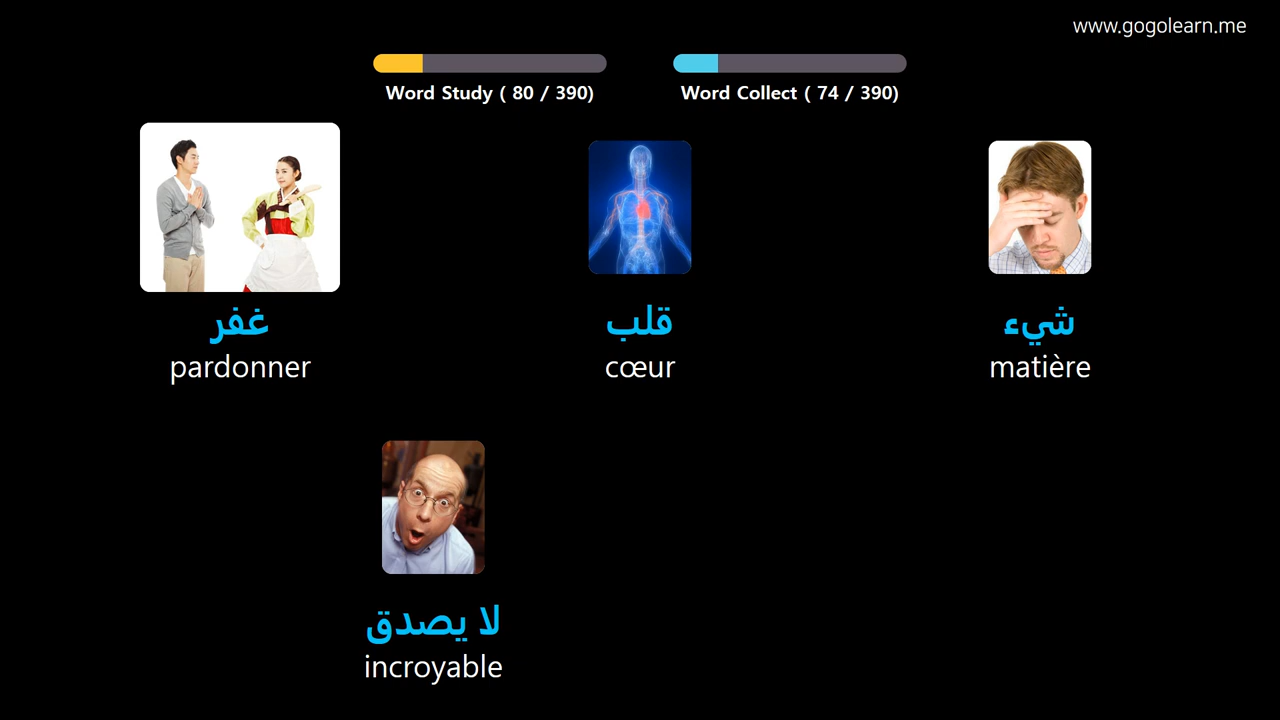 www.gogolearn.me
Word Study ( 80 / 390)
Word Collect ( 74 / 390)
غفر
pardonner
قلب
cœur
شيء
matière
لا يصدق
incroyable